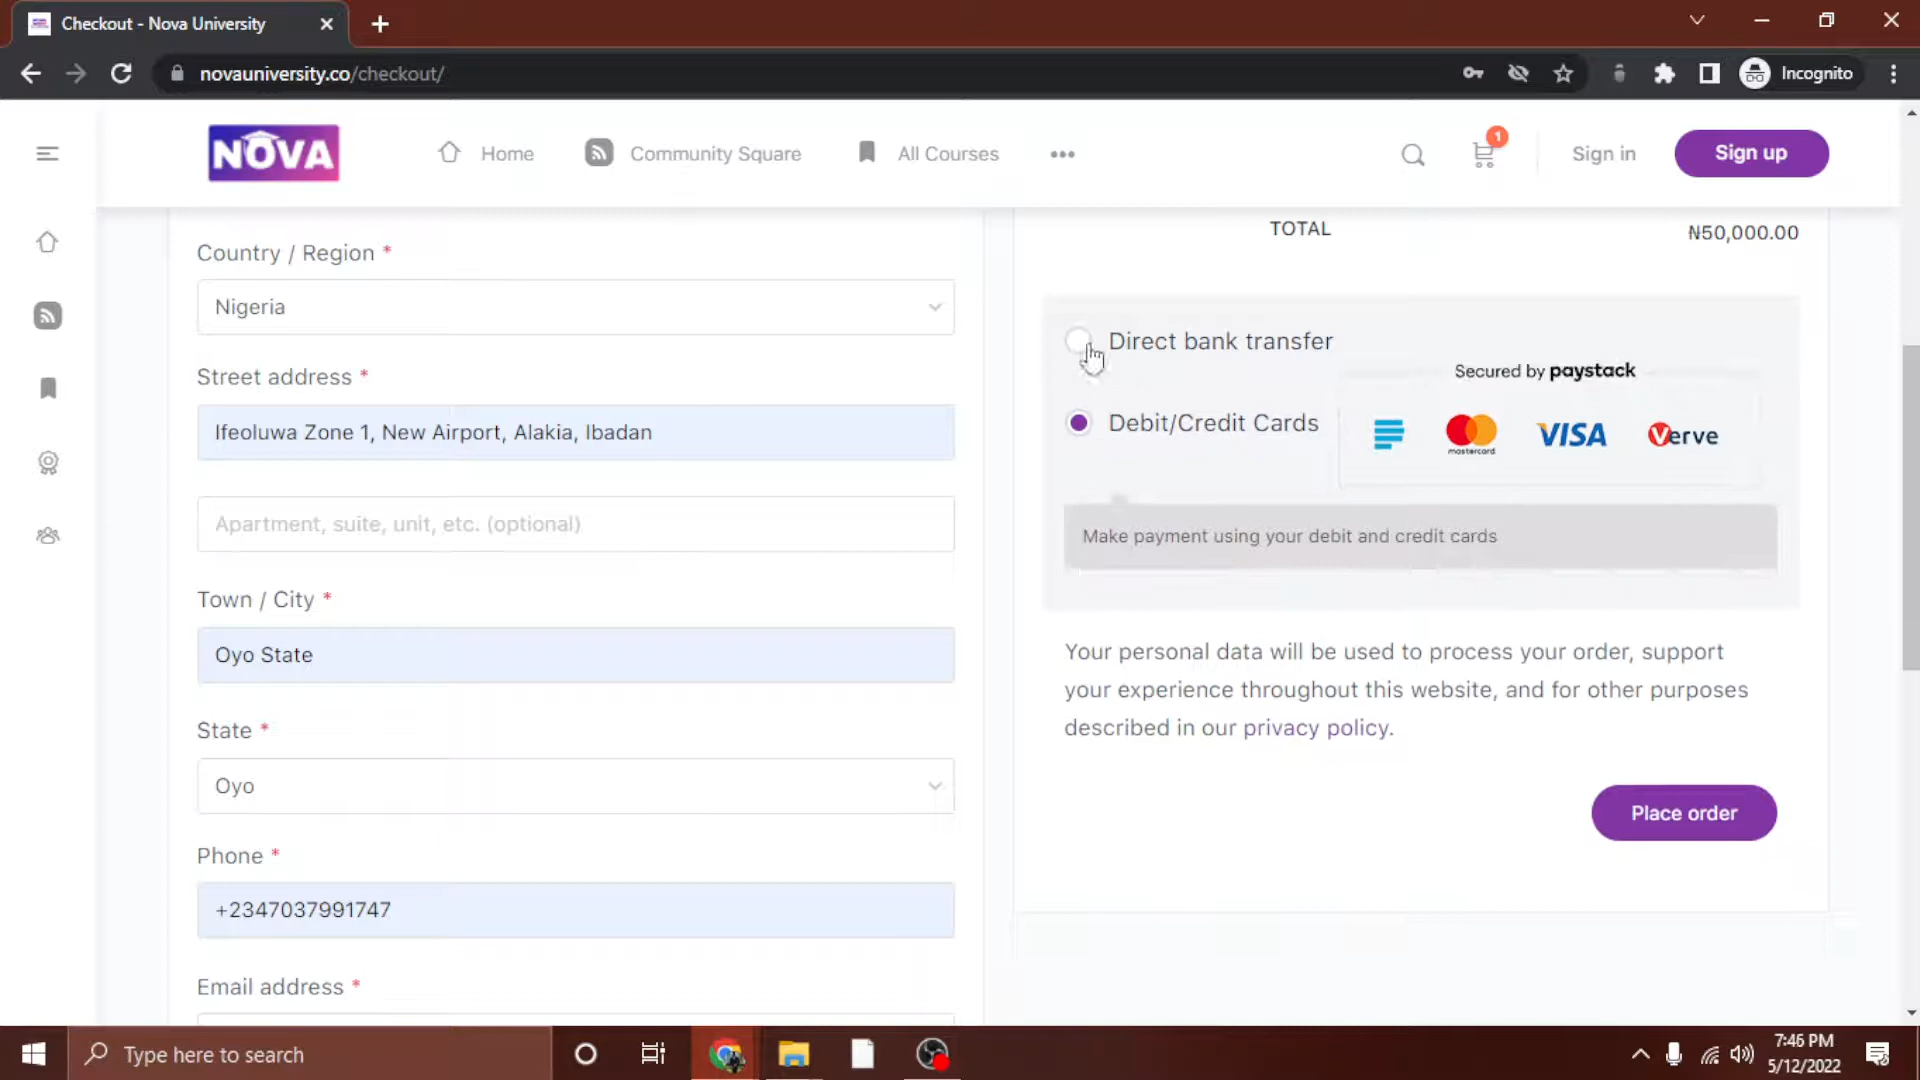 Checkout - Nova University
novauniversity.co/checkout/
Incognito
NOVA
Home
Community Square
All Courses
1
Sign in
Sign up
Country / Region *
Nigeria
Street address *
Ifeoluwa Zone 1, New Airport, Alakia, Ibadan
Apartment, suite, unit, etc. (optional)
Town / City *
Oyo State
State *
Oyo
Phone *
+2347037991747
Email address *
TOTAL
₦50,000.00
Direct bank transfer
Secured by paystack
Debit/Credit Cards
mastercard
VISA
Verve
Make payment using your debit and credit cards
Your personal data will be used to process your order, support
your experience throughout this website, and for other purposes
described in our privacy policy.
Place order
Type here to search
7:46 PM
5/12/2022